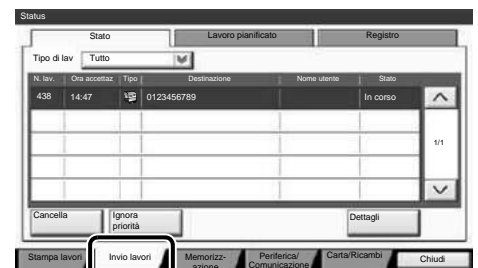 Status
Stato Lavoro pianificato Registro
Tipo di lav Tutto
N. lav. Ora accettaz Tipo Destinazione Nome utente Stato
438 14:47 0123456789 In corso
1/1
Cancella Ignora priorità Dettagli
Stampa lavori Invio lavori Memorizz-azione Periferica/Comunicazione Carta/Ricambi Chiudi